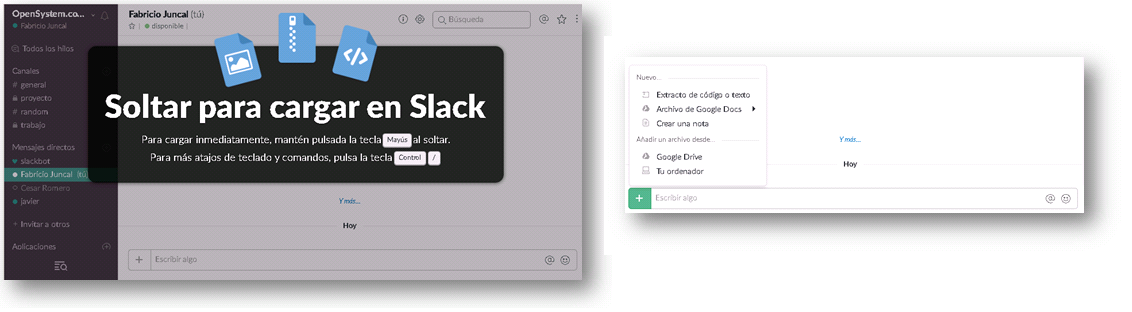 OpenSystem.co...
Fabricio Juncal
Todos los hilos
Canales
# general
proyecto
# random
trabajo
Mensajes directos
slackbot
Fabricio Juncal (tú)
Cesar Romero
javier
+ Invitar a otros
Aplicaciones
Fabricio Juncal (tú)
disponible
Búsqueda
Soltar para cargar en Slack
Para cargar inmediatamente, mantén pulsada la tecla Mayús al soltar.
Para más atajos de teclado y comandos, pulsa la tecla Control /
Y más...
Hoy
Escribir algo
Nuevo...
Extracto de código o texto
Archivo de Google Docs
Crear una nota
Añadir un archivo desde...
Google Drive
Tu ordenador
Y más...
Hoy
Escribir algo